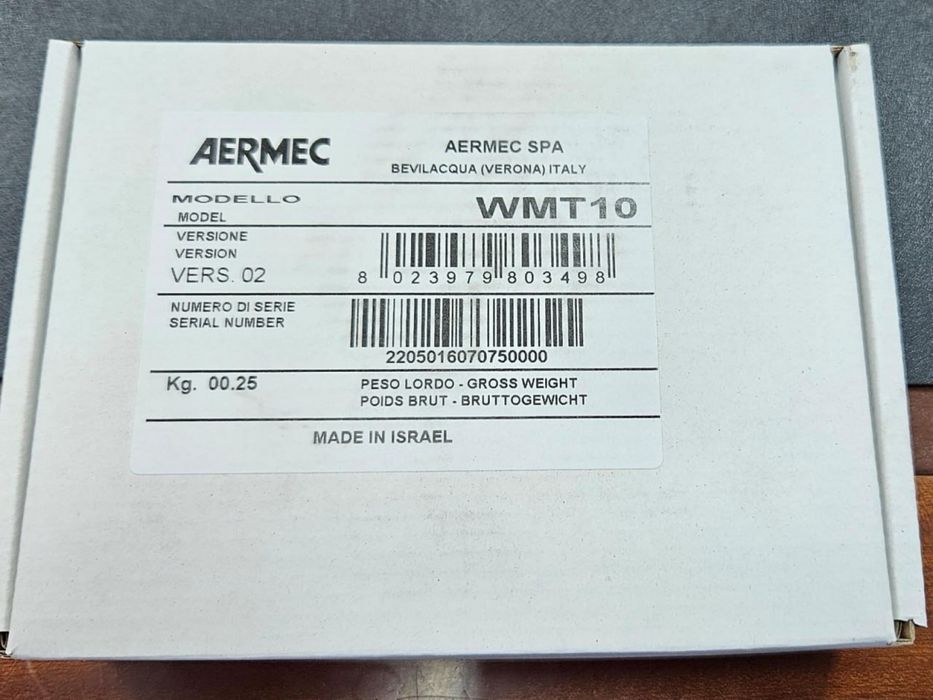 AERMEC
AERMEC SPA
BEVILACQUA (VERONA) ITALY
MODELLO
MODEL
WMT10
VERSIONE
VERSION
VERS. 02
8 023979 803498
NUMERO DI SERIE
SERIAL NUMBER
2205016070750000
Kg. 00.25
PESO LORDO - GROSS WEIGHT
POIDS BRUT - BRUTTOGEWICHT
MADE IN ISRAEL